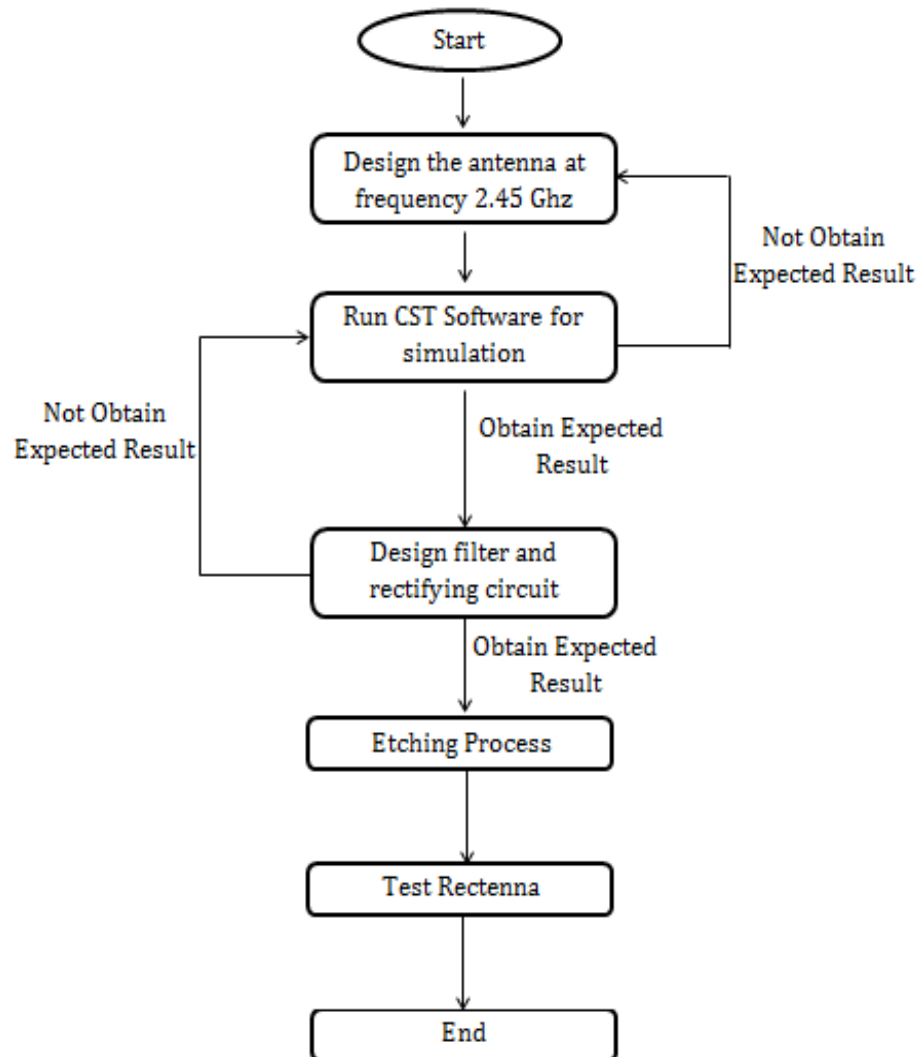 Start
Design the antenna at
frequency 2.45 Ghz
Not Obtain
Expected Result
Run CST Software for
simulation
Not Obtain
Expected Result
Obtain Expected
Result
Design filter and
rectifying circuit
Obtain Expected
Result
Etching Process
Test Rectenna
End